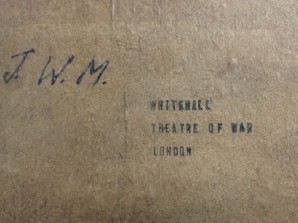 J. W. M.
WHITEHALL
THEATRE OF WAR
LONDON